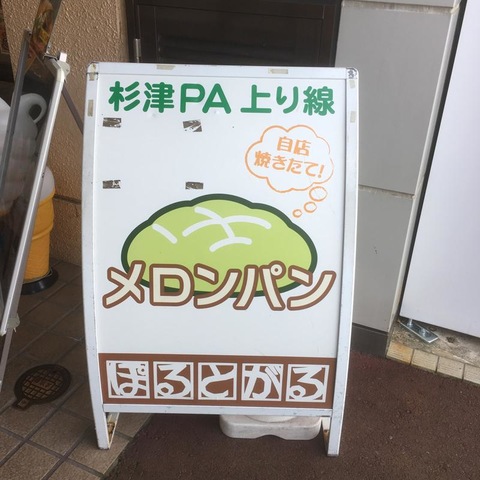 杉津PA 上り線
自店
焼きたて!
メロンパン
ぽるとがる